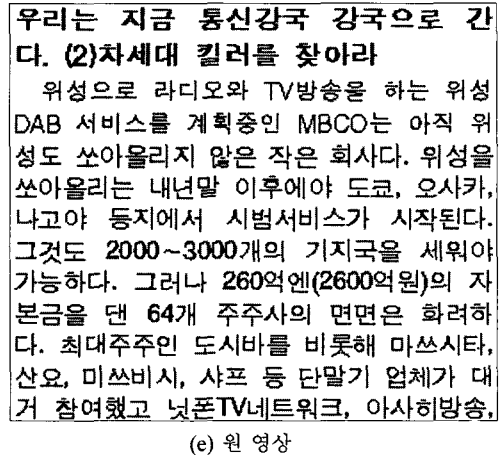 우리는 지금 통신강국 강국으로 간
다. (2)차세대 킬러를 찾아라
위성으로 라디오와 TV방송을 하는 위성
DAB 서비스를 계획중인 MBCO는 아직 위
성도 쏘아올리지 않은 작은 회사다. 위성을
쏘아올리는 내년말 이후에야 도쿄, 오사카,
나고야 등지에서 시범서비스가 시작된다.
그것도 2000~3000개의 기지국을 세워야
가능하다. 그러나 260억엔(2600억원)의 자
본금을 댄 64개 주주사의 면면은 화려하
다. 최대주주인 도시바를 비롯해 마쓰시타,
산요, 미쓰비시, 샤프 등 단말기 업체가 대
거 참여했고 닛폰TV네트워크, 아사히방송,
(e) 원 영상